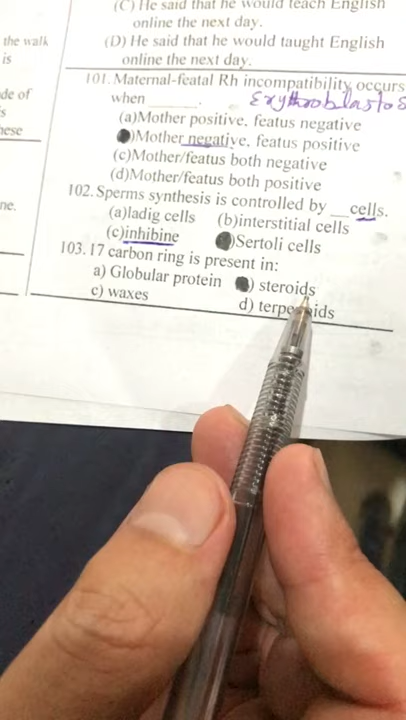 (C) He said that he would teach English
online the next day.
(D) He said that he would taught English
online the next day.
the walk
is
de of
is
hese
ne.
101. Maternal-featal Rh incompatibility occurs
when ______.
Erythroblastos
(a)Mother positive, featus negative
)Mother negative, featus positive
(c)Mother/featus both negative
(d)Mother/featus both positive
102. Sperms synthesis is controlled by __cells.
(a)ladig cells (b)interstitial cells
(c)inhibine )Sertoli cells
103. 17 carbon ring is present in:
a) Globular protein ) steroids
c) waxes d)